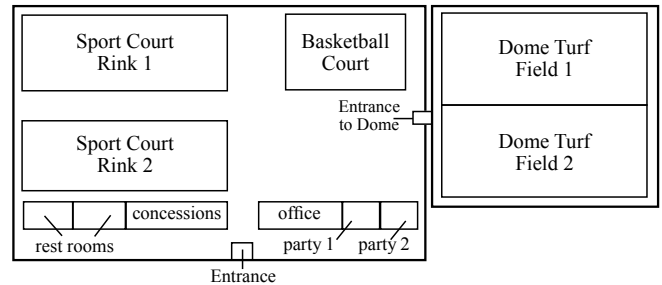 Sport Court
Rink 1
Basketball
Court
Dome Turf
Field 1
Entrance
to Dome
Sport Court
Rink 2
Dome Turf
Field 2
concessions
office
rest rooms
party 1
party 2
Entrance